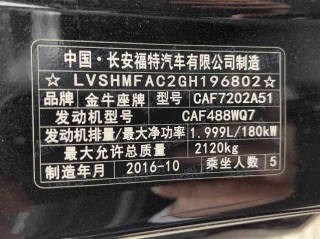 中国·长安福特汽车有限公司制造
☆LVSHMFAC2GH196802☆
品牌 金牛座牌 型号 CAF7202A51
发动机型号 CAF488WQ7
发动机排量/最大净功率 1.999L/180kW
最大允许总质量 2120kg
制造年月 2016-10 乘坐人数 5